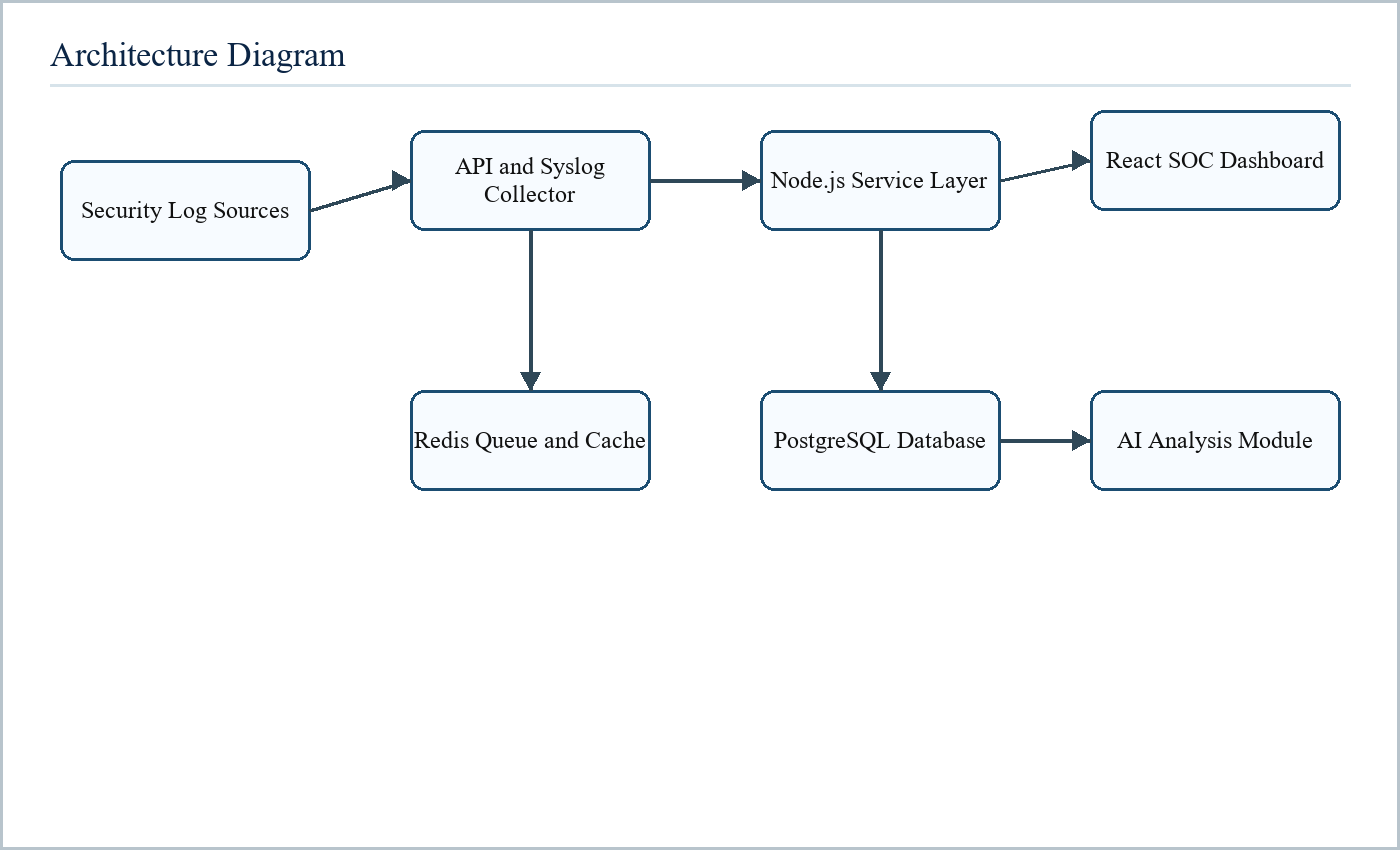 Architecture Diagram
Security Log Sources
API and Syslog
Collector
Node.js Service Layer
React SOC Dashboard
Redis Queue and Cache
PostgreSQL Database
AI Analysis Module